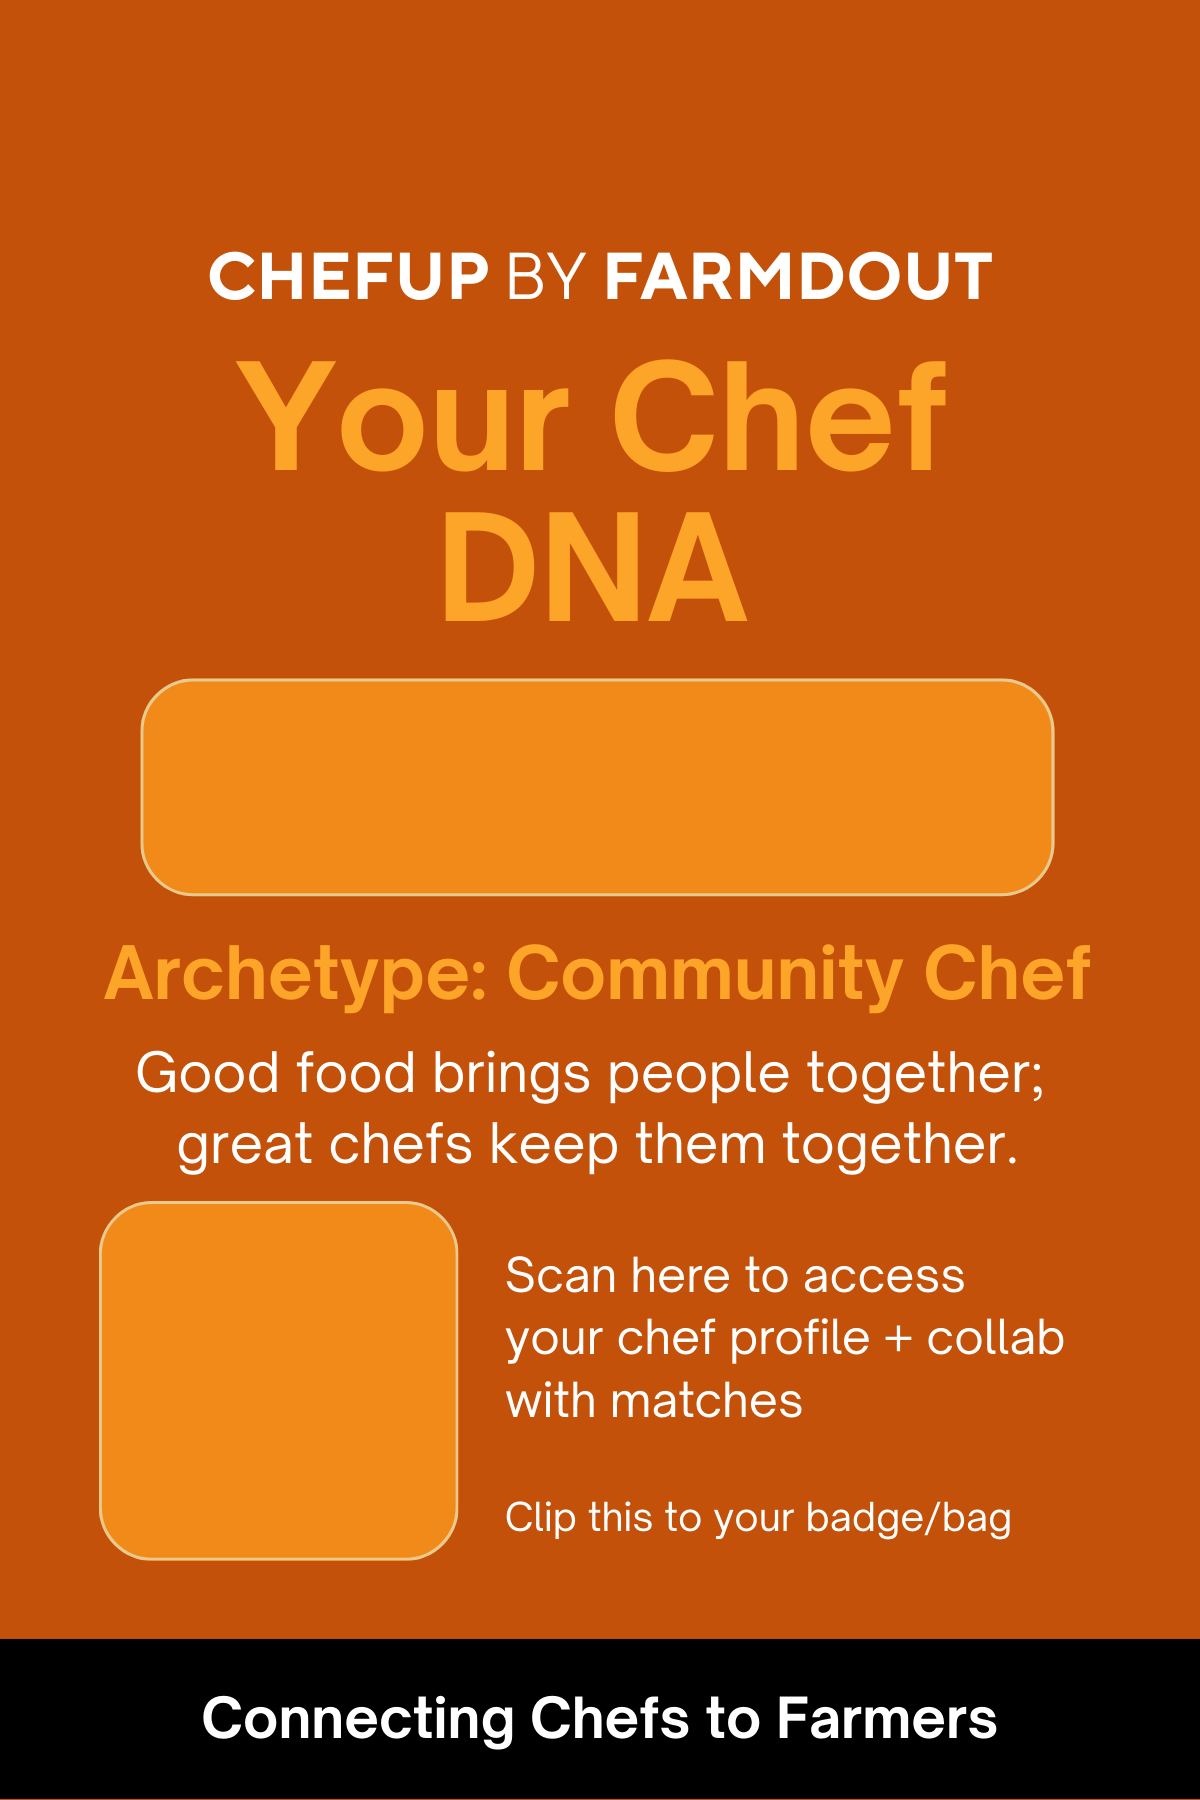 CHEFUP BY FARMDOUT
Your Chef
DNA
Archetype: Community Chef
Good food brings people together;
great chefs keep them together.
Scan here to access
your chef profile + collab
with matches
Clip this to your badge/bag
Connecting Chefs to Farmers